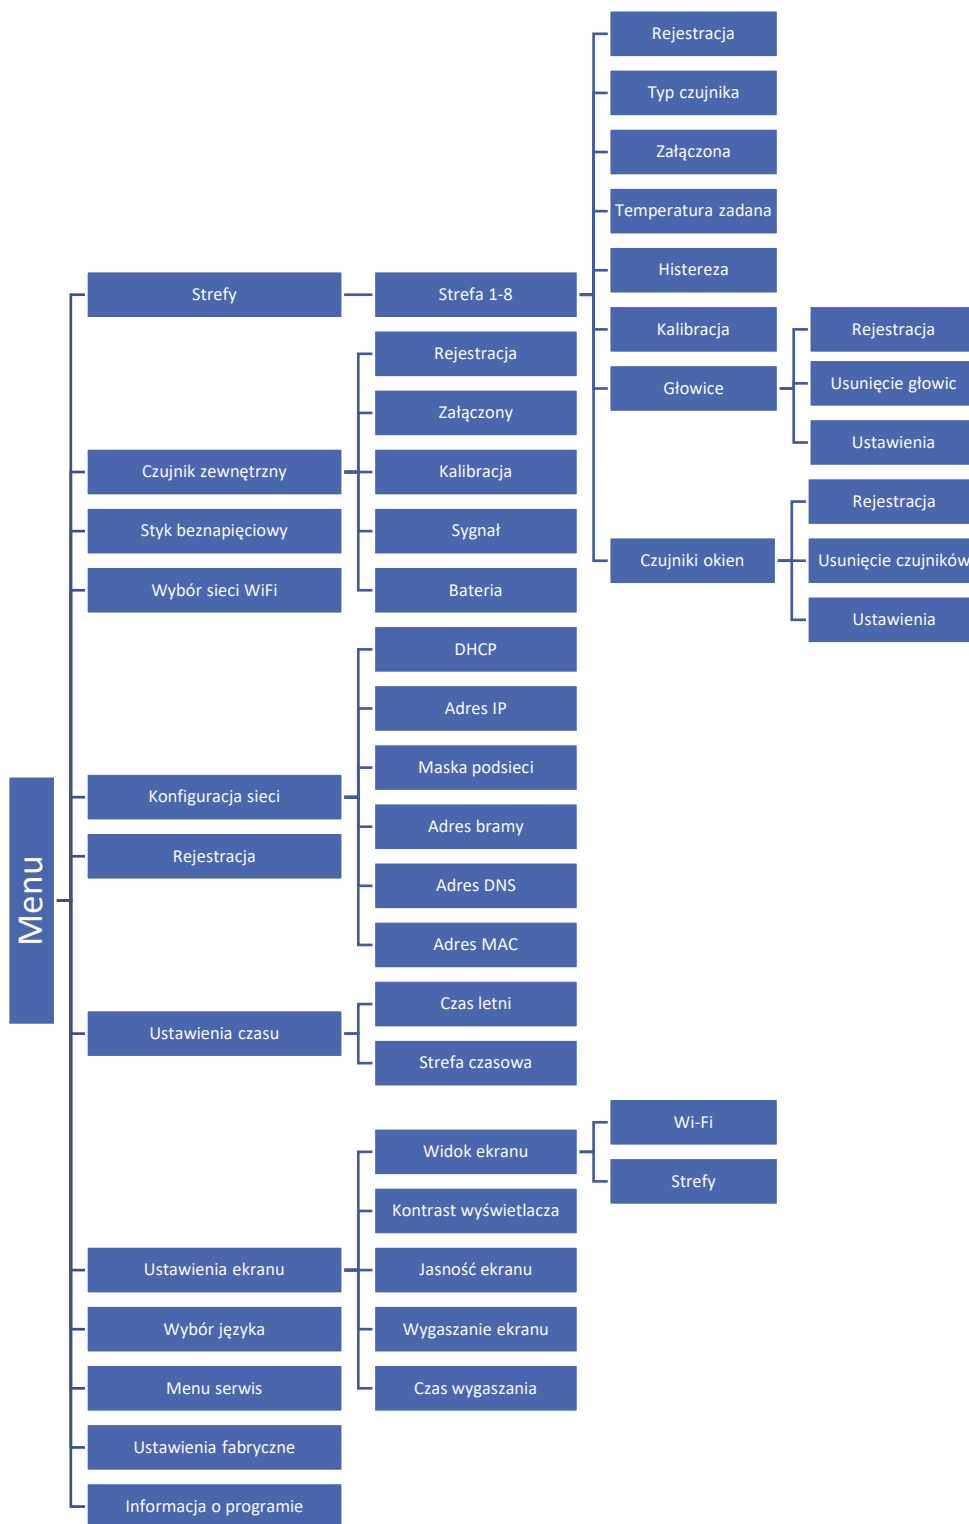 Menu
Strefy
Strefa 1-8
Rejestracja
Typ czujnika
Załączona
Temperatura zadana
Histereza
Kalibracja
Głowice
Rejestracja
Usunięcie głowic
Ustawienia
Czujniki okien
Rejestracja
Usunięcie czujników
Ustawienia
Czujnik zewnętrzny
Rejestracja
Załączony
Kalibracja
Sygnał
Bateria
Styk beznapięciowy
Wybór sieci WiFi
Konfiguracja sieci
DHCP
Adres IP
Maska podsieci
Adres bramy
Adres DNS
Adres MAC
Rejestracja
Ustawienia czasu
Czas letni
Strefa czasowa
Ustawienia ekranu
Widok ekranu
Wi-Fi
Strefy
Kontrast wyświetlacza
Jasność ekranu
Wygaszanie ekranu
Czas wygaszania
Wybór języka
Menu serwis
Ustawienia fabryczne
Informacja o programie